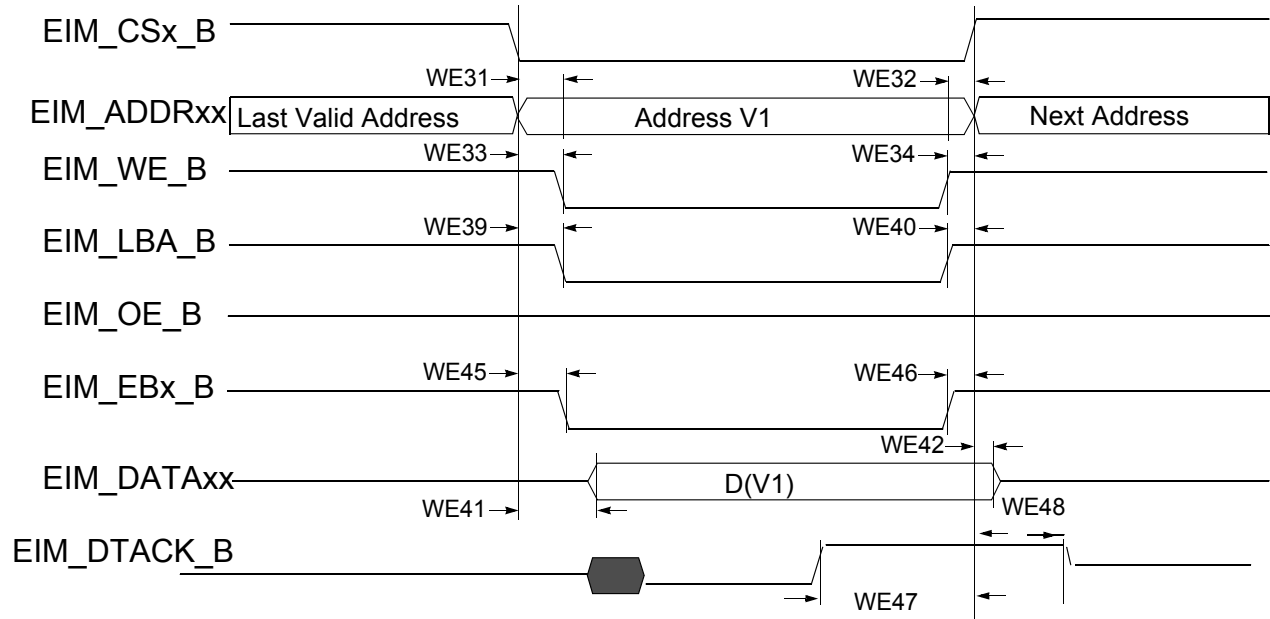 EIM_CSx_B
WE31 WE32
EIM_ADDRxx Last Valid Address Address V1 Next Address
WE33 WE34
EIM_WE_B
WE39 WE40
EIM_LBA_B
EIM_OE_B
WE45 WE46
EIM_EBx_B
WE42
EIM_DATAxx D(V1)
WE41 WE48
EIM_DTACK_B
WE47